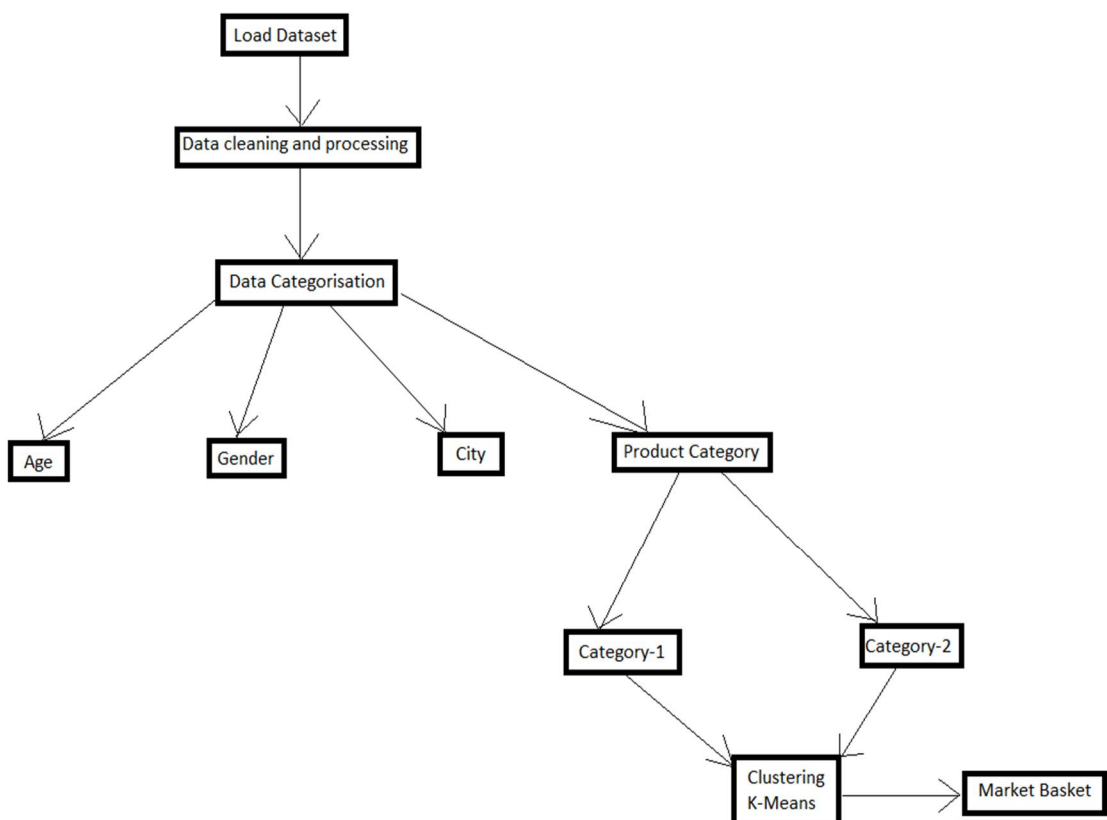 Load Dataset
Data cleaning and processing
Data Categorisation
Age
Gender
City
Product Category
Category-1
Category-2
Clustering
K-Means
Market Basket